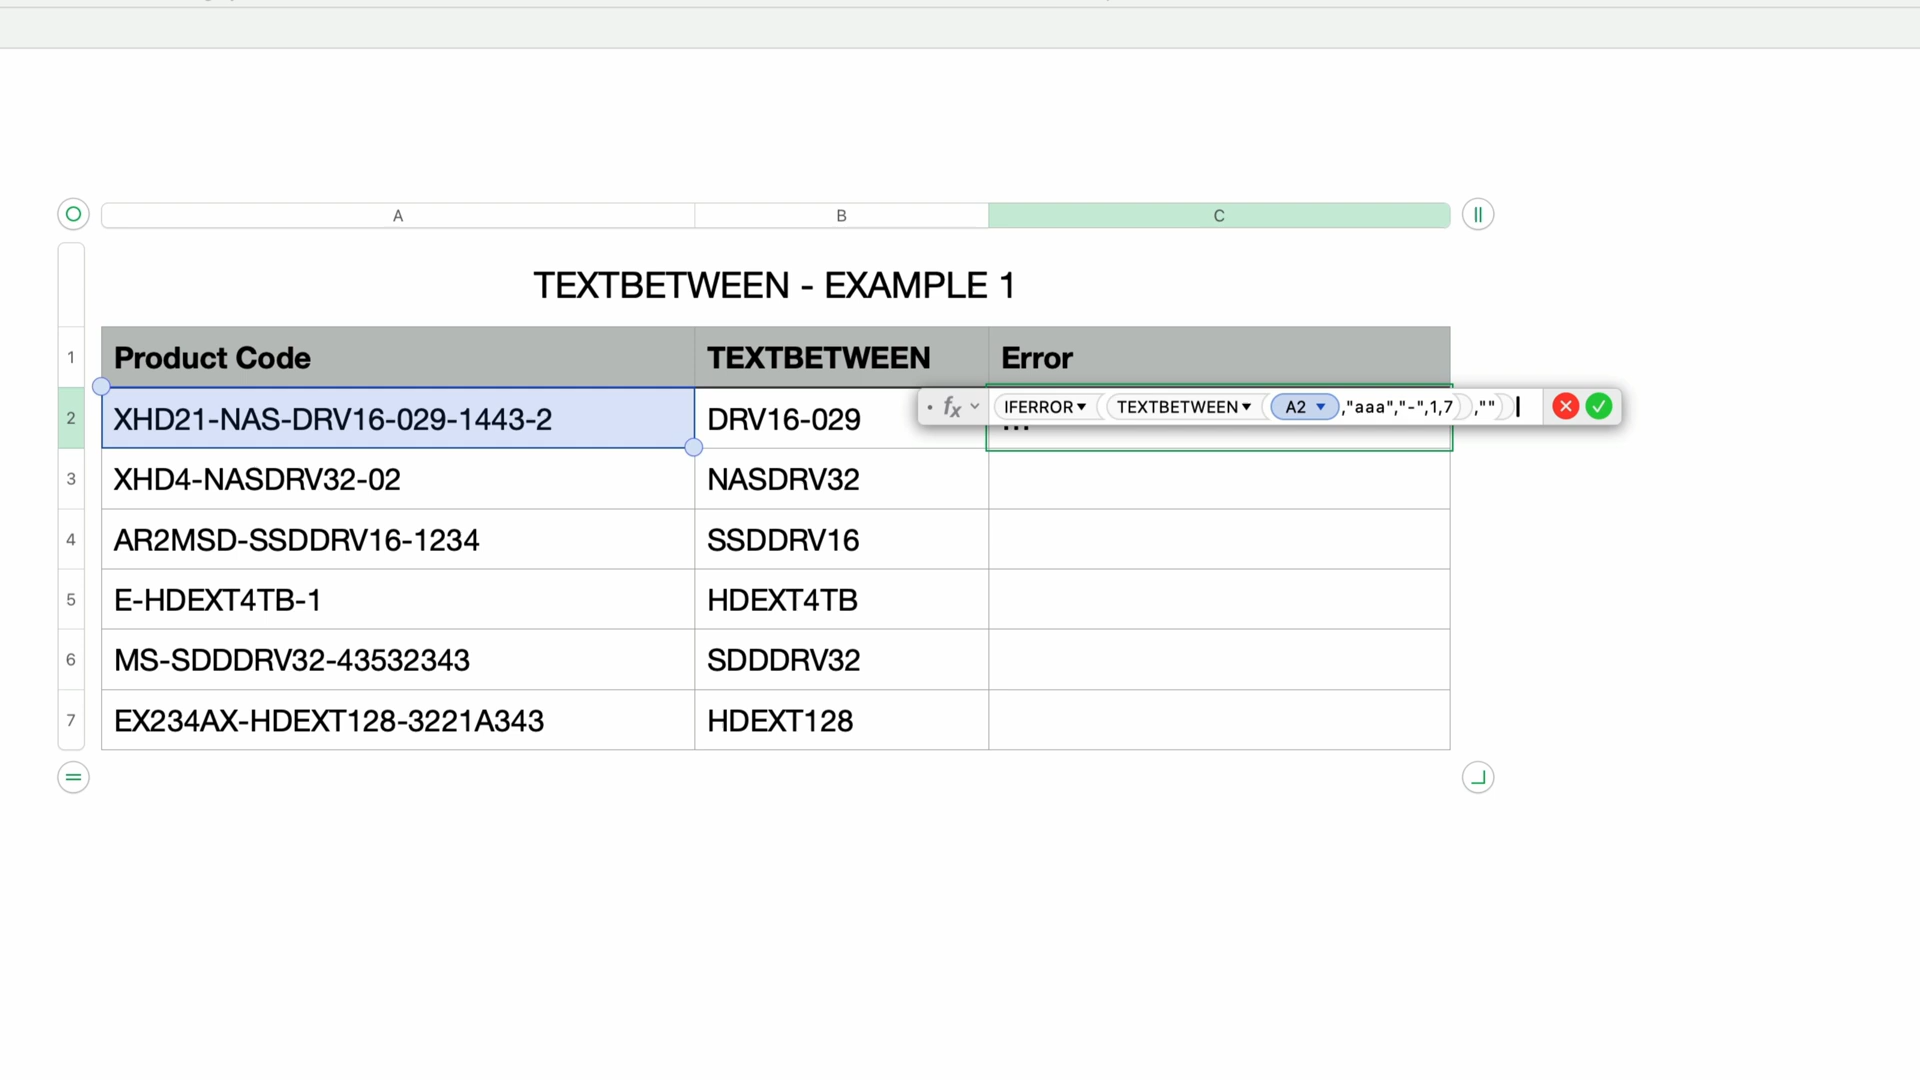 A B C
TEXTBETWEEN - EXAMPLE 1
1 Product Code TEXTBETWEEN Error
2 XHD21-NAS-DRV16-029-1443-2 DRV16-029 fx IFERROR TEXTBETWEEN A2 ,"aaa","-",1,7 ,""
3 XHD4-NASDRV32-02 NASDRV32
4 AR2MSD-SSDDRV16-1234 SSDDRV16
5 E-HDEXT4TB-1 HDEXT4TB
6 MS-SDDDRV32-43532343 SDDDRV32
7 EX234AX-HDEXT128-3221A343 HDEXT128